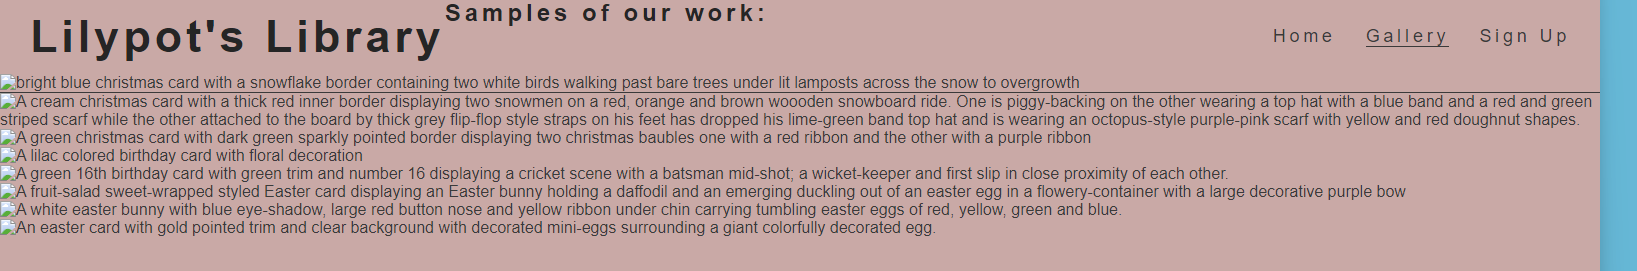 Samples of our work:
Lilypot's Library
Home Gallery Sign Up
bright blue christmas card with a snowflake border containing two white birds walking past bare trees under lit lamposts across the snow to overgrowth
A cream christmas card with a thick red inner border displaying two snowmen on a red, orange and brown woooden snowboard ride. One is piggy-backing on the other wearing a top hat with a blue band and a red and green
striped scarf while the other attached to the board by thick grey flip-flop style straps on his feet has dropped his lime-green band top hat and is wearing an octopus-style purple-pink scarf with yellow and red doughnut shapes.
A green christmas card with dark green sparkly pointed border displaying two christmas baubles one with a red ribbon and the other with a purple ribbon
A lilac colored birthday card with floral decoration
A green 16th birthday card with green trim and number 16 displaying a cricket scene with a batsman mid-shot; a wicket-keeper and first slip in close proximity of each other.
A fruit-salad sweet-wrapped styled Easter card displaying an Easter bunny holding a daffodil and an emerging duckling out of an easter egg in a flowery-container with a large decorative purple bow
A white easter bunny with blue eye-shadow, large red button nose and yellow ribbon under chin carrying tumbling easter eggs of red, yellow, green and blue.
An easter card with gold pointed trim and clear background with decorated mini-eggs surrounding a giant colorfully decorated egg.